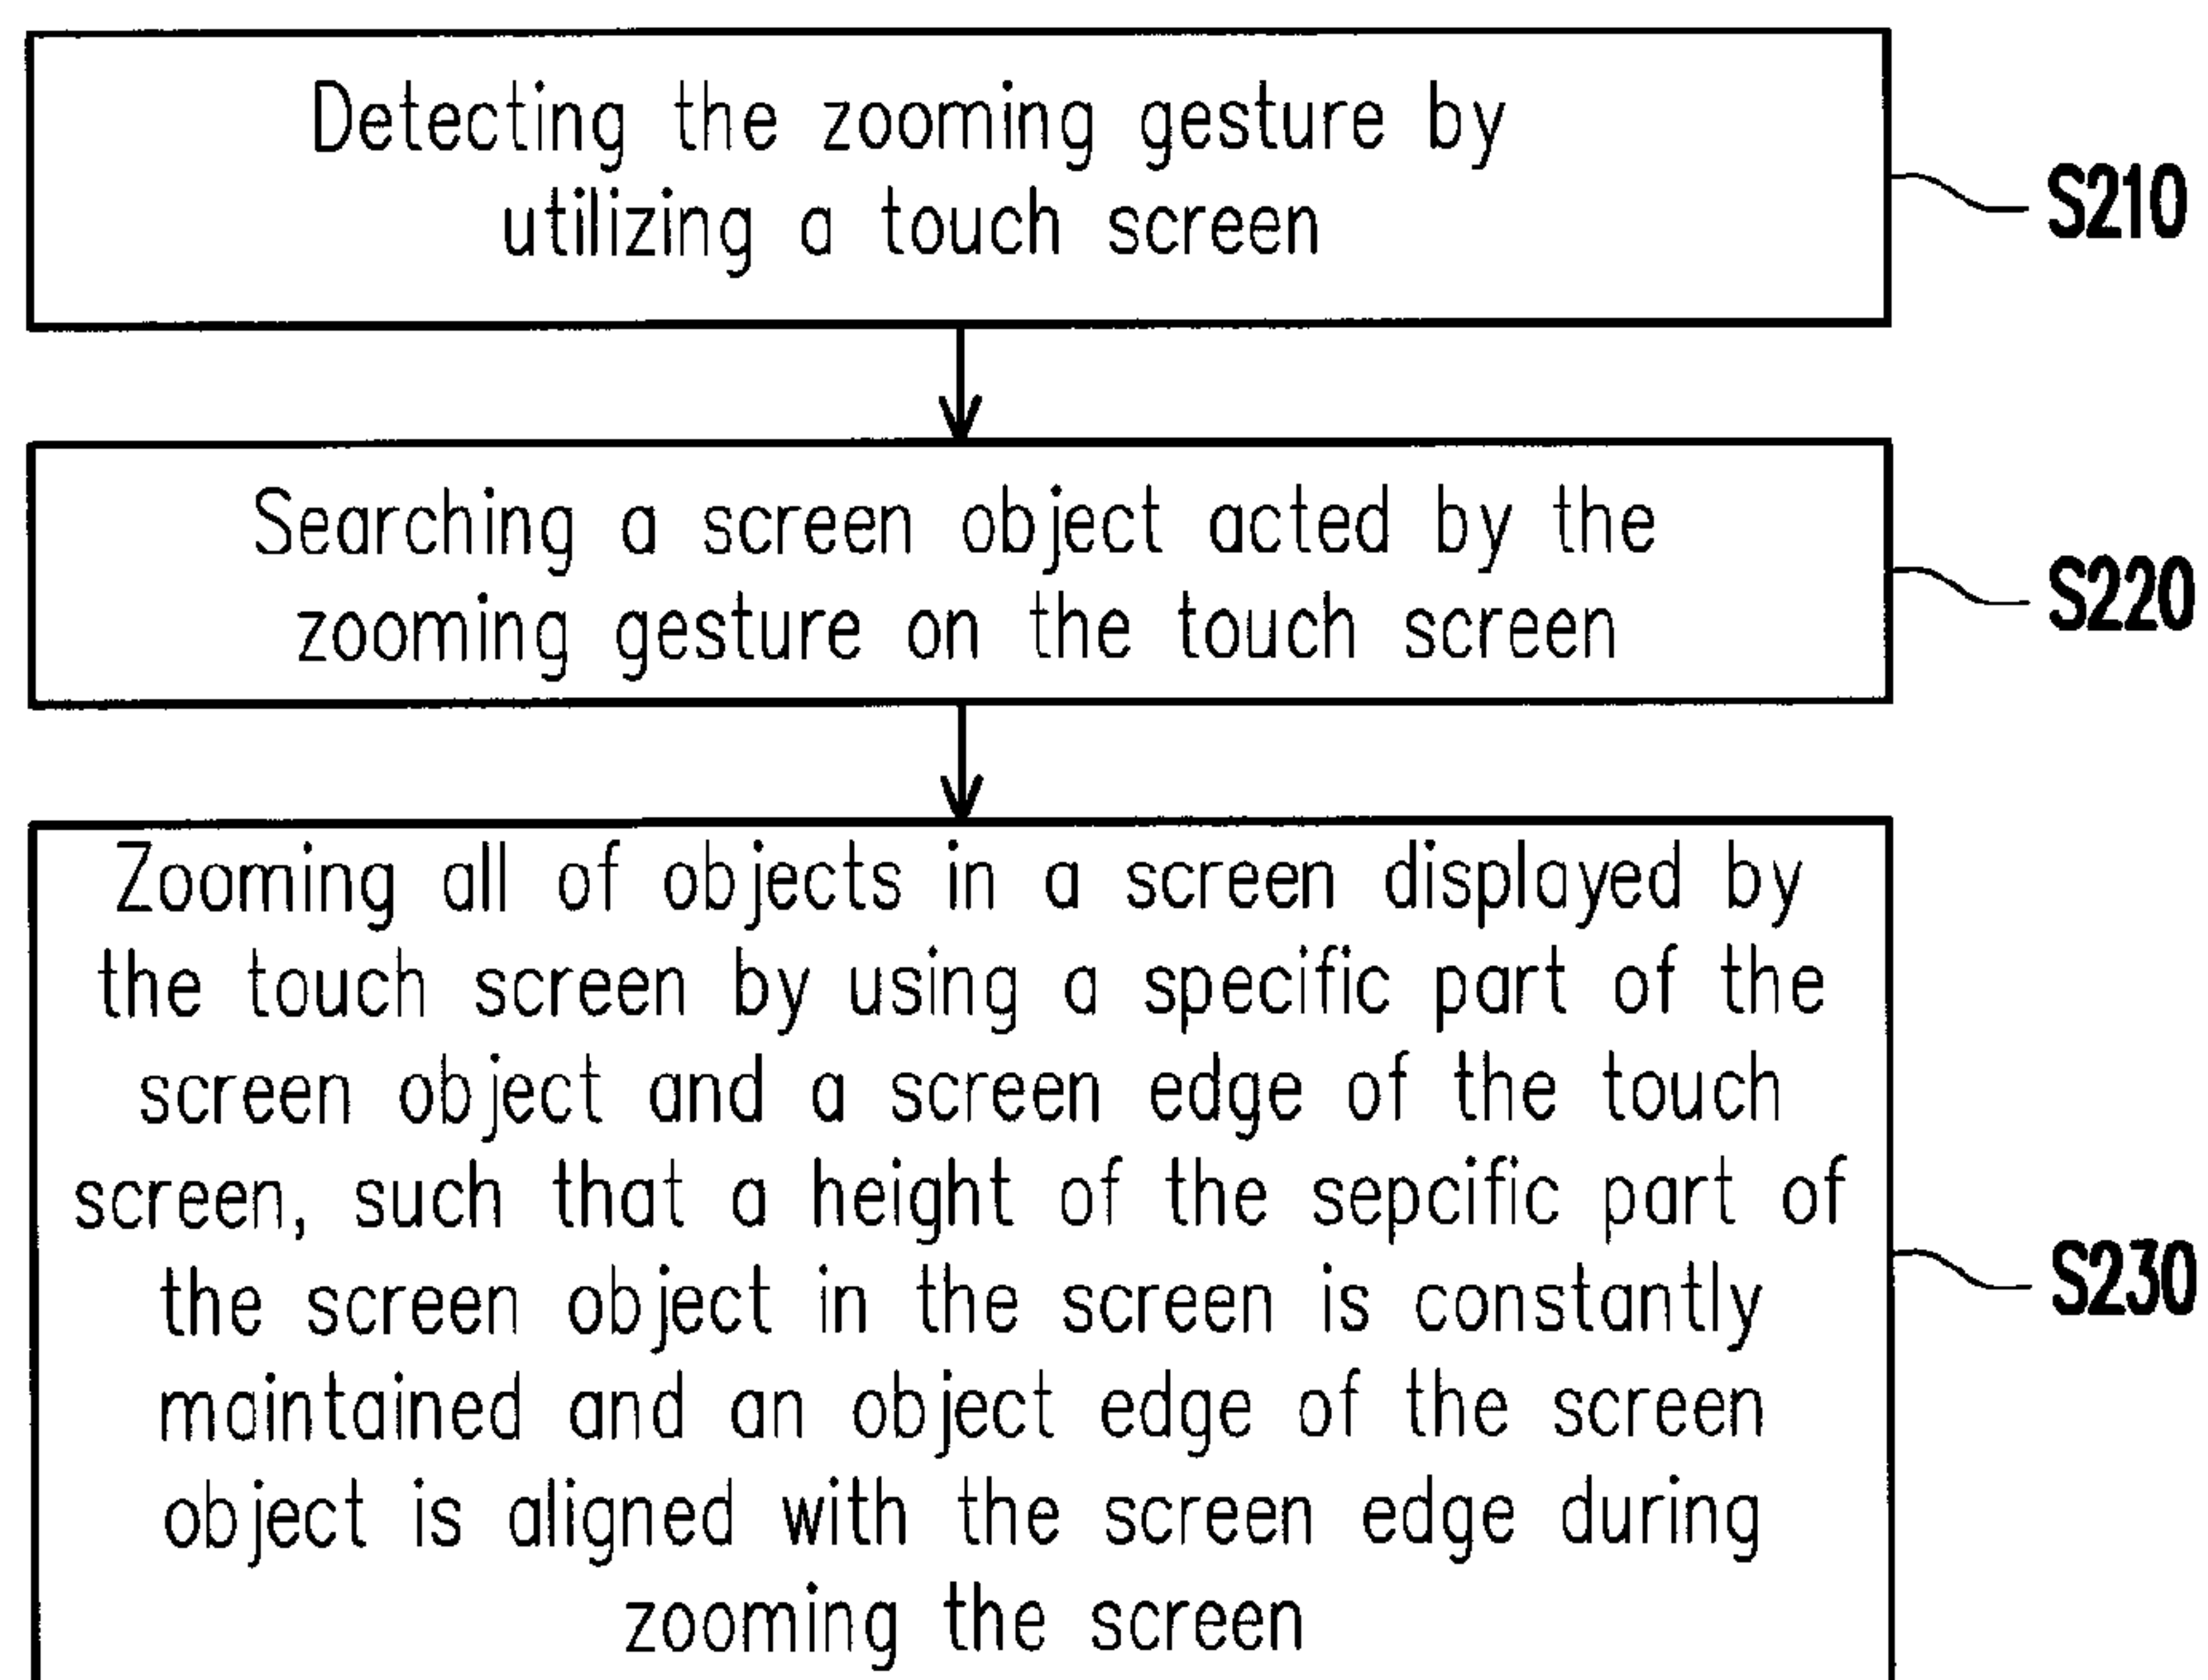 Detecting the zooming gesture by
utilizing a touch screen
S210
Searching a screen object acted by the
zooming gesture on the touch screen
S220
Zooming all of objects in a screen displayed by
the touch screen by using a specific part of the
screen object and a screen edge of the touch
screen, such that a height of the sepcific part of
the screen object in the screen is constantly
maintained and an object edge of the screen
object is aligned with the screen edge during
zooming the screen
S230